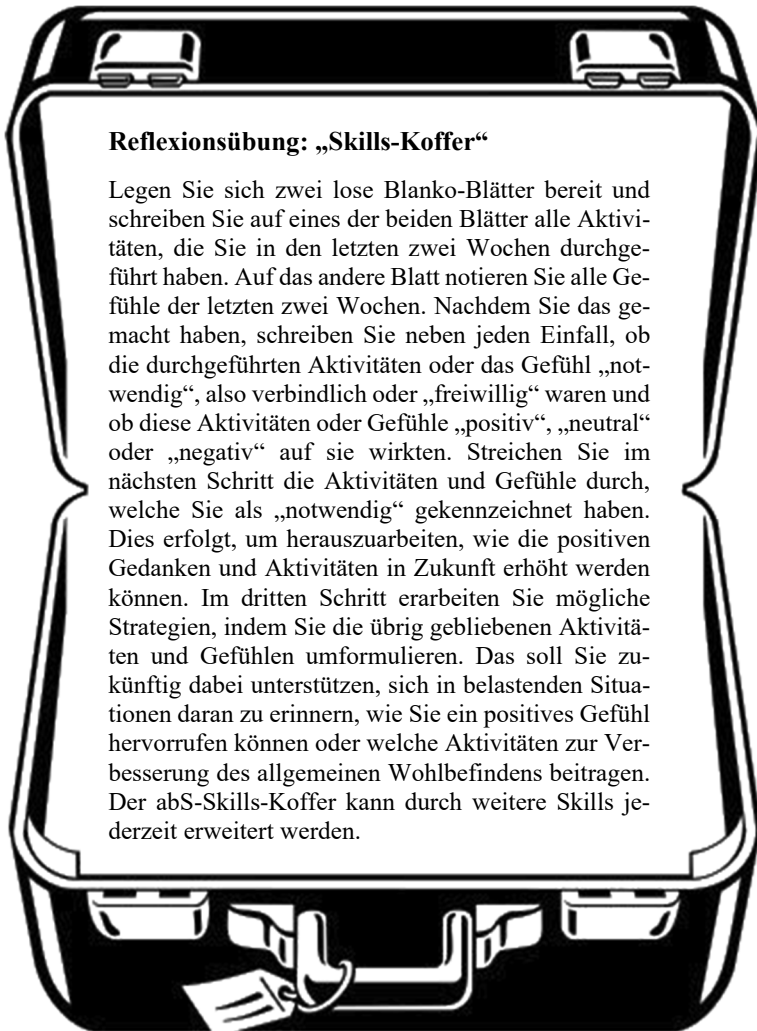 Reflexionsübung: „Skills-Koffer“
Legen Sie sich zwei lose Blanko-Blätter bereit und
schreiben Sie auf eines der beiden Blätter alle Aktivi-
täten, die Sie in den letzten zwei Wochen durchge-
führt haben. Auf das andere Blatt notieren Sie alle Ge-
fühle der letzten zwei Wochen. Nachdem Sie das ge-
macht haben, schreiben Sie neben jeden Einfall, ob
die durchgeführten Aktivitäten oder das Gefühl „not-
wendig“, also verbindlich oder „freiwillig“ waren und
ob diese Aktivitäten oder Gefühle „positiv“, „neutral“
oder „negativ“ auf sie wirkten. Streichen Sie im
nächsten Schritt die Aktivitäten und Gefühle durch,
welche Sie als „notwendig“ gekennzeichnet haben.
Dies erfolgt, um herauszuarbeiten, wie die positiven
Gedanken und Aktivitäten in Zukunft erhöht werden
können. Im dritten Schritt erarbeiten Sie mögliche
Strategien, indem Sie die übrig gebliebenen Aktivitä-
ten und Gefühlen umformulieren. Das soll Sie zu-
künftig dabei unterstützen, sich in belastenden Situa-
tionen daran zu erinnern, wie Sie ein positives Gefühl
hervorrufen können oder welche Aktivitäten zur Ver-
besserung des allgemeinen Wohlbefindens beitragen.
Der abS-Skills-Koffer kann durch weitere Skills je-
derzeit erweitert werden.